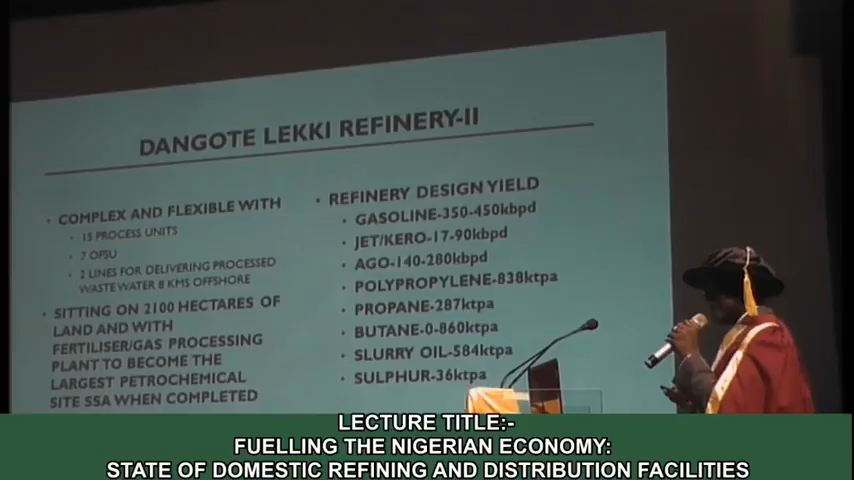 DANGOTE LEKKI REFINERY-II
• COMPLEX AND FLEXIBLE WITH
• 15 PROCESS UNITS
• 7 OFSU
• 2 LINES FOR DELIVERING PROCESSED
WASTE WATER 8 KMS OFFSHORE
• SITTING ON 2100 HECTARES OF
LAND AND WITH
FERTILISER/GAS PROCESSING
PLANT TO BECOME THE
LARGEST PETROCHEMICAL
SITE SSA WHEN COMPLETED
• REFINERY DESIGN YIELD
• GASOLINE-350-450kbpd
• JET/KERO-17-90kbpd
• AGO-140-280kbpd
• POLYPROPYLENE-838ktpa
• PROPANE-287ktpa
• BUTANE-0-860ktpa
• SLURRY OIL-584ktpa
• SULPHUR-36ktpa
LECTURE TITLE:-
FUELLING THE NIGERIAN ECONOMY:
STATE OF DOMESTIC REFINING AND DISTRIBUTION FACILITIES